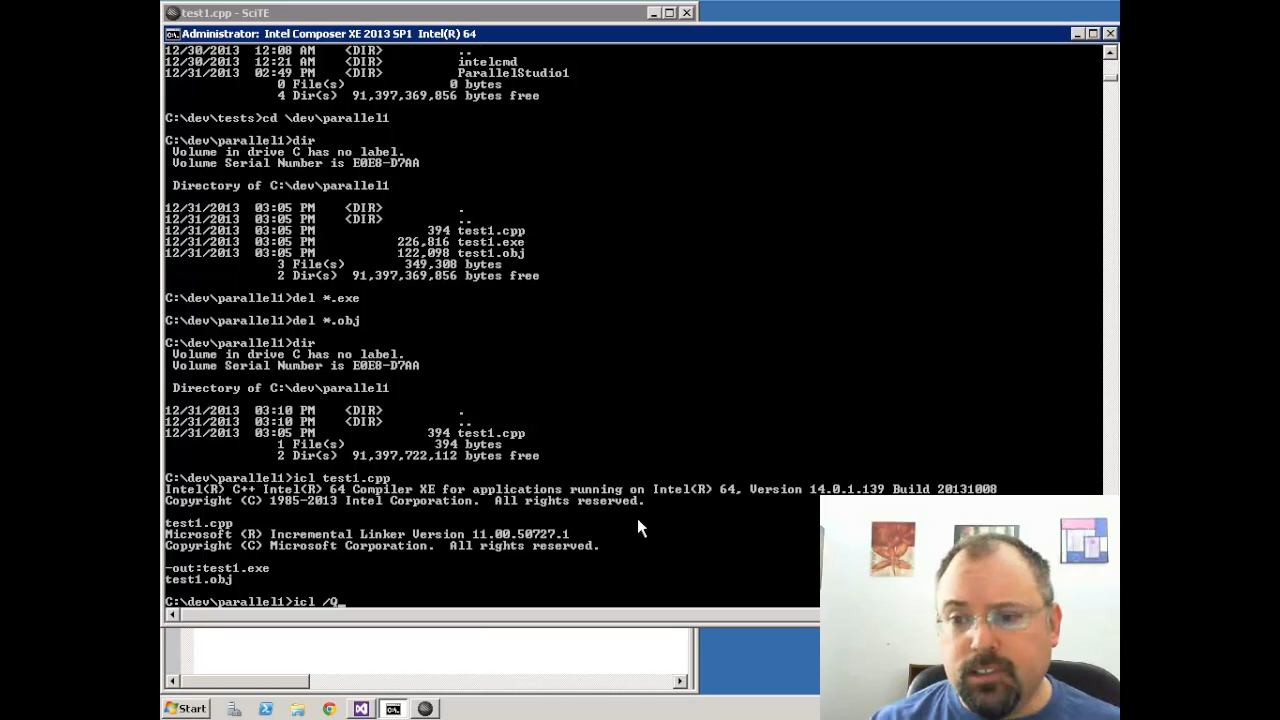 test1.cpp - SciTE
Administrator: Intel Composer XE 2013 SP1 Intel(R) 64
12/30/2013 12:08 AM <DIR> ..
12/30/2013 12:21 AM <DIR> intelcmd
12/31/2013 02:49 PM <DIR> ParallelStudio1
0 File(s) 0 bytes
4 Dir(s) 91,397,369,856 bytes free
C:\dev\tests>cd \dev\parallel1
C:\dev\parallel1>dir
Volume in drive C has no label.
Volume Serial Number is E0E8-D7AA
Directory of C:\dev\parallel1
12/31/2013 03:05 PM <DIR> .
12/31/2013 03:05 PM <DIR> ..
12/31/2013 03:05 PM 394 test1.cpp
12/31/2013 03:05 PM 226,816 test1.exe
12/31/2013 03:05 PM 122,098 test1.obj
3 File(s) 349,308 bytes
2 Dir(s) 91,397,369,856 bytes free
C:\dev\parallel1>del *.exe
C:\dev\parallel1>del *.obj
C:\dev\parallel1>dir
Volume in drive C has no label.
Volume Serial Number is E0E8-D7AA
Directory of C:\dev\parallel1
12/31/2013 03:10 PM <DIR> .
12/31/2013 03:10 PM <DIR> ..
12/31/2013 03:05 PM 394 test1.cpp
1 File(s) 394 bytes
2 Dir(s) 91,397,722,112 bytes free
C:\dev\parallel1>icl test1.cpp
Intel(R) C++ Intel(R) 64 Compiler XE for applications running on Intel(R) 64, Version 14.0.1.139 Build 20131008
Copyright (C) 1985-2013 Intel Corporation. All rights reserved.
test1.cpp
Microsoft (R) Incremental Linker Version 11.00.50727.1
Copyright (C) Microsoft Corporation. All rights reserved.
-out:test1.exe
test1.obj
C:\dev\parallel1>icl /Q_
Start